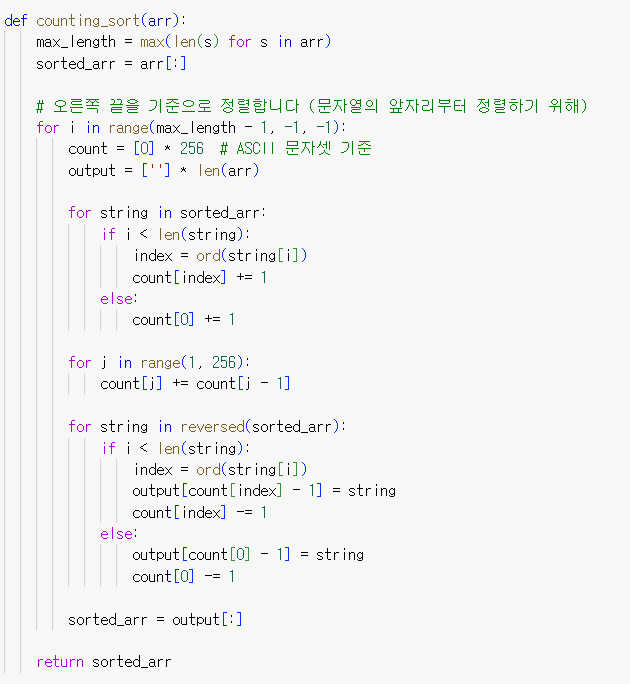 def counting_sort(arr):
    max_length = max(len(s) for s in arr)
    sorted_arr = arr[:]
    # 오른쪽 끝을 기준으로 정렬합니다 (문자열의 앞자리부터 정렬하기 위해)
    for i in range(max_length - 1, -1, -1):
        count = [0] * 256  # ASCII 문자셋 기준
        output = [''] * len(arr)
        for string in sorted_arr:
            if i < len(string):
                index = ord(string[i])
                count[index] += 1
            else:
                count[0] += 1
        for j in range(1, 256):
            count[j] += count[j - 1]
        for string in reversed(sorted_arr):
            if i < len(string):
                index = ord(string[i])
                output[count[index] - 1] = string
                count[index] -= 1
            else:
                output[count[0] - 1] = string
                count[0] -= 1
        sorted_arr = output[:]
    return sorted_arr